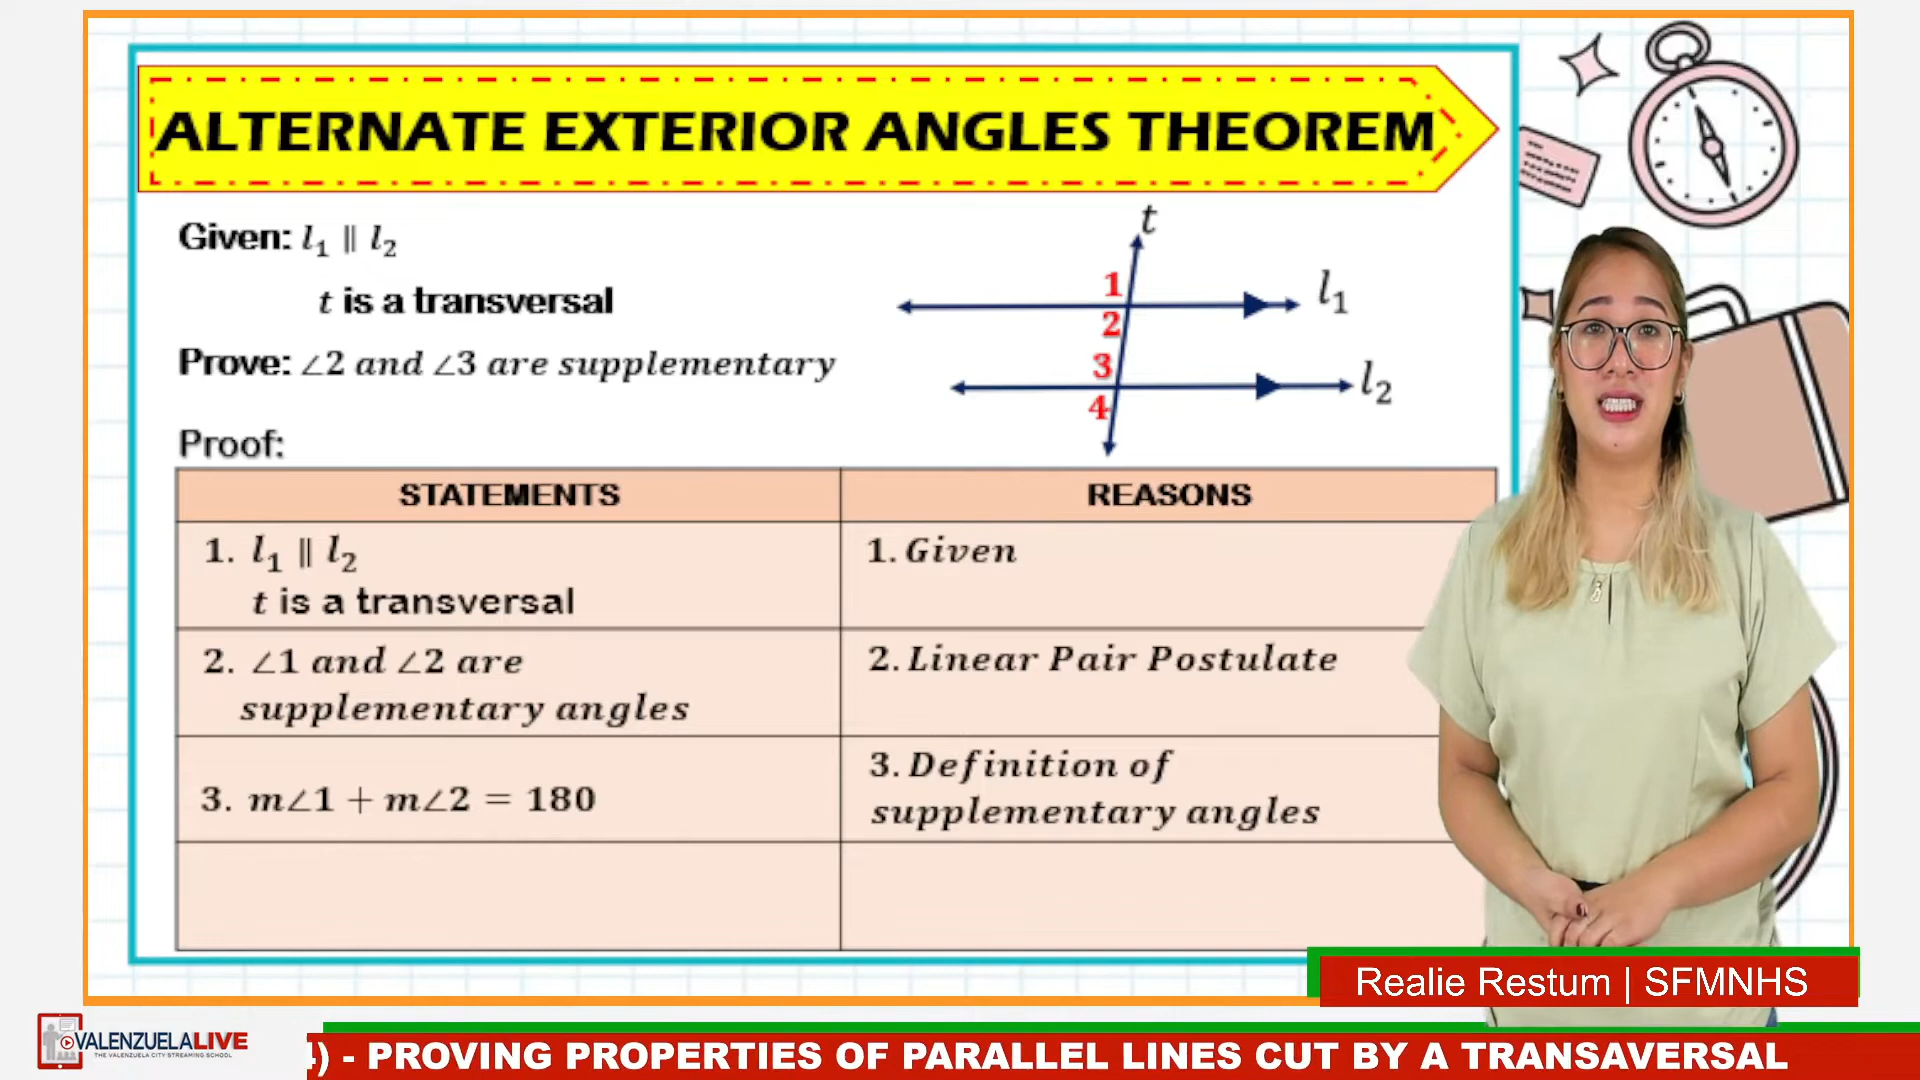 ALTERNATE EXTERIOR ANGLES THEOREM
Given: l₁ ∥ l₂
t is a transversal
Prove: ∠2 and ∠3 are supplementary
t
1
l₁
2
3
l₂
4
Proof:
STATEMENTS
REASONS
1. l₁ ∥ l₂
t is a transversal
1. Given
2. ∠1 and ∠2 are
supplementary angles
2. Linear Pair Postulate
3. m∠1 + m∠2 = 180
3. Definition of
supplementary angles
Realie Restum | SFMNHS
VALENZUELALIVE
THE VALENZUELA CITY STREAMING SCHOOL
4) - PROVING PROPERTIES OF PARALLEL LINES CUT BY A TRANSAVERSAL